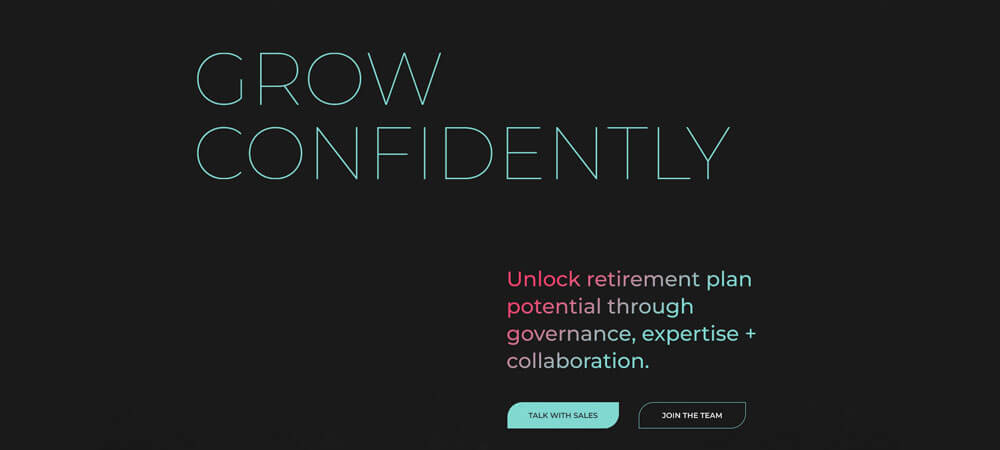 GROW
CONFIDENTLY
Unlock retirement plan
potential through
governance, expertise +
collaboration.
TALK WITH SALES
JOIN THE TEAM